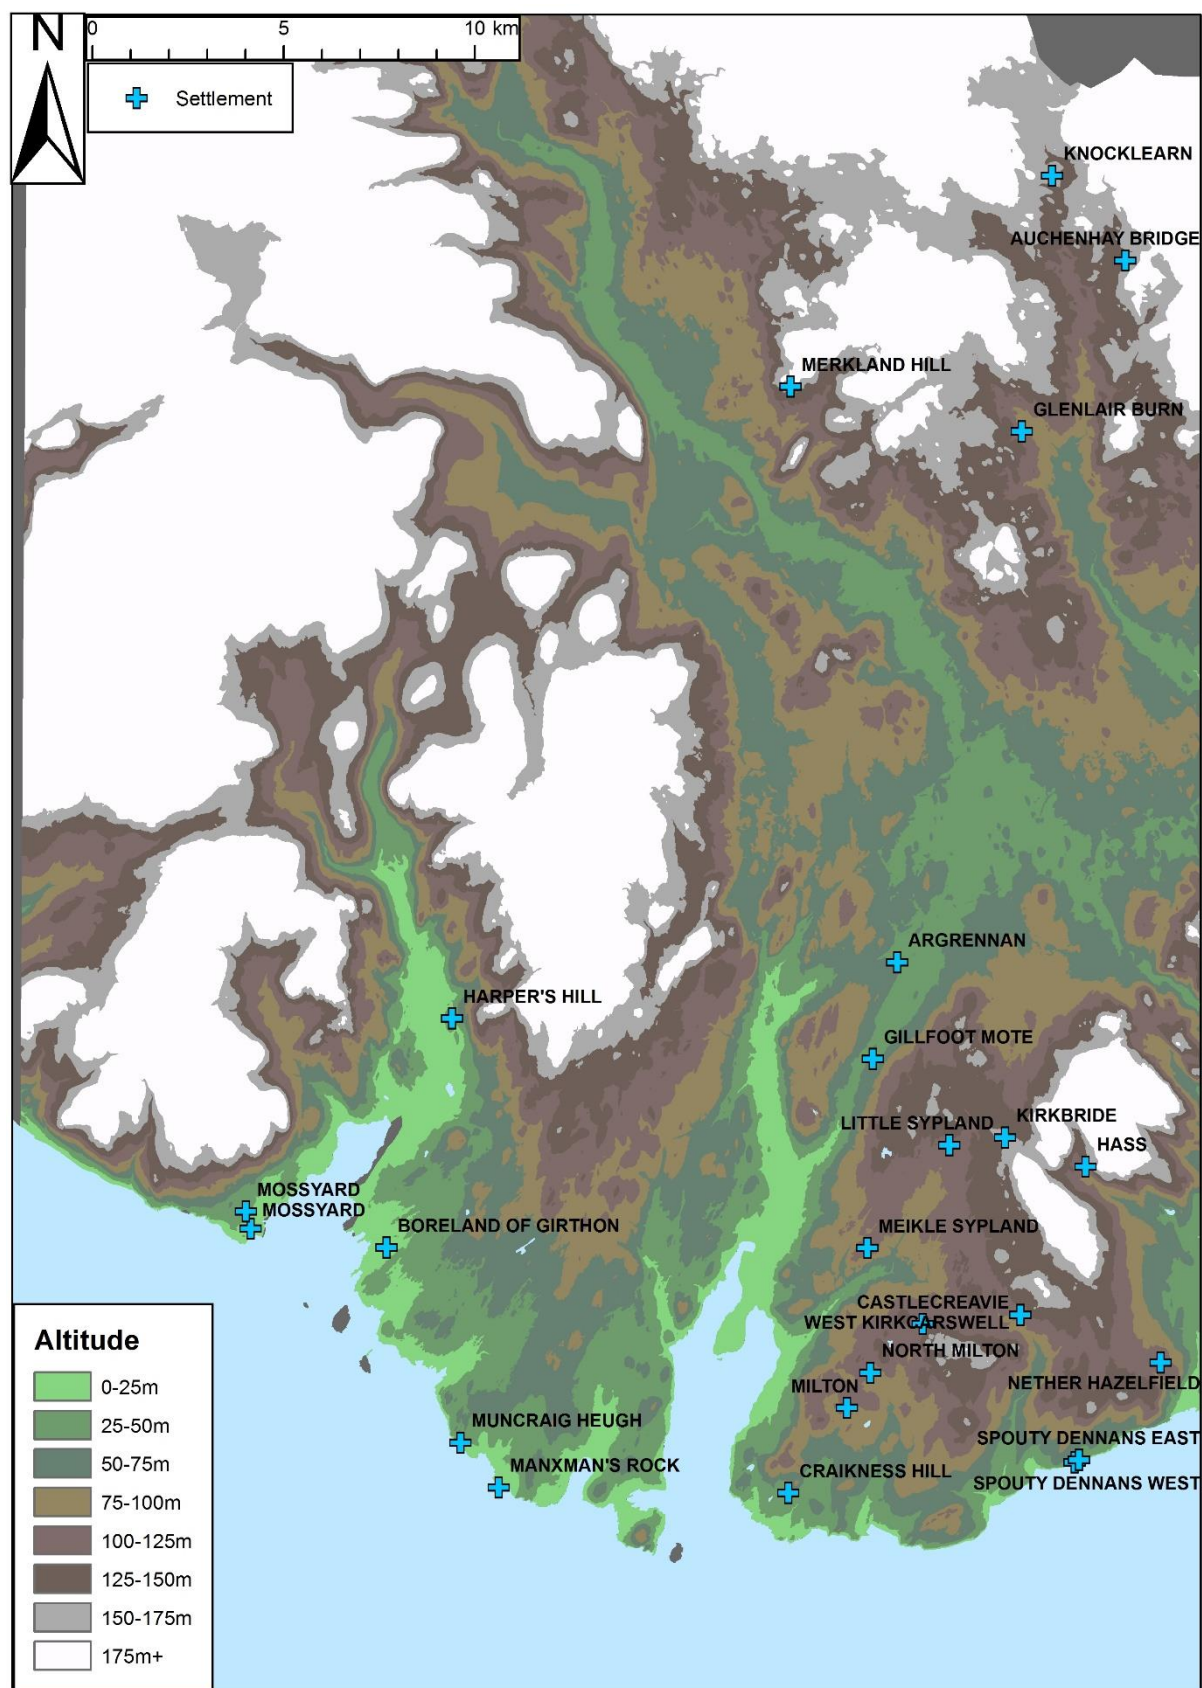 N
0 5 10 km
Settlement
KNOCKLEARN
AUCHENHAY BRIDGE
MERKLAND HILL
GLENLAIR BURN
ARGRENNAN
HARPER'S HILL
GILLFOOT MOTE
KIRKBRIDE
LITTLE SYPLAND
HASS
MOSSYARD
MOSSYARD
BORELAND OF GIRTHON
MEIKLE SYPLAND
CASTLECREAVIE
WEST KIRKCARSWELL
NORTH MILTON
NETHER HAZELFIELD
MILTON
MUNCRAIG HEUGH
SPOUTY DENNANS EAST
MANXMAN'S ROCK
CRAIKNESS HILL
SPOUTY DENNANS WEST
Altitude
0-25m
25-50m
50-75m
75-100m
100-125m
125-150m
150-175m
175m+